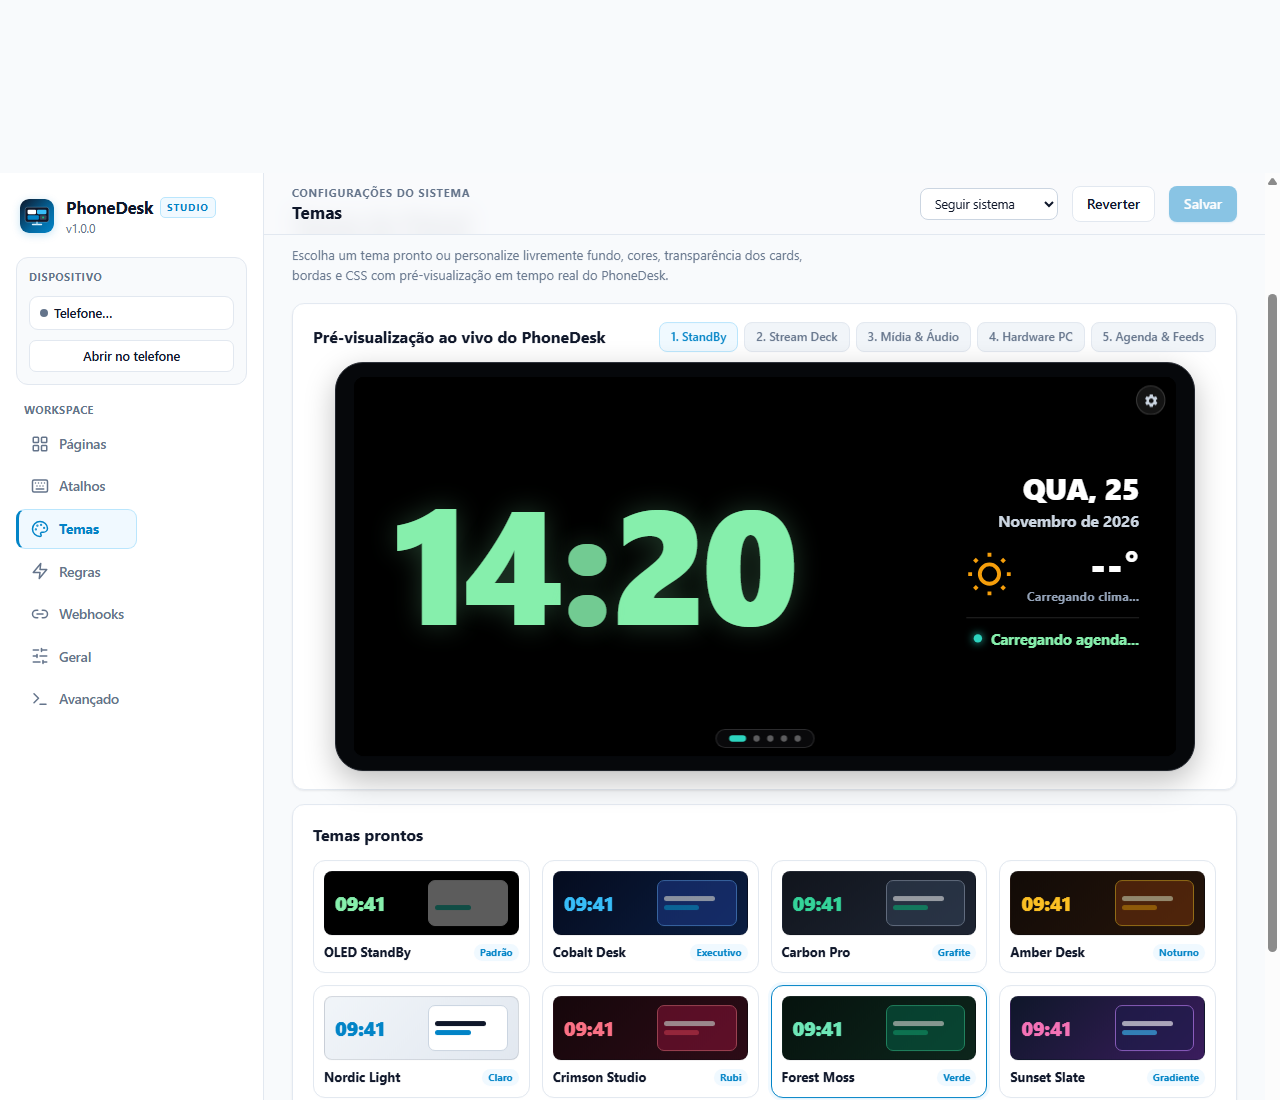 PhoneDesk STUDIO
v1.0.0
DISPOSITIVO
Telefone...
Abrir no telefone
WORKSPACE
Páginas
Atalhos
Temas
Regras
Webhooks
Geral
Avançado
CONFIGURAÇÕES DO SISTEMA
Temas
Seguir sistema
Reverter
Salvar
Escolha um tema pronto ou personalize livremente fundo, cores, transparência dos cards,
bordas e CSS com pré-visualização em tempo real do PhoneDesk.
Pré-visualização ao vivo do PhoneDesk
1. StandBy
2. Stream Deck
3. Mídia & Áudio
4. Hardware PC
5. Agenda & Feeds
14:20
QUA, 25
Novembro de 2026
--°
Carregando clima...
Carregando agenda...
Temas prontos
09:41
OLED StandBy Padrão
09:41
Cobalt Desk Executivo
09:41
Carbon Pro Grafite
09:41
Amber Desk Noturno
09:41
Nordic Light Claro
09:41
Crimson Studio Rubi
09:41
Forest Moss Verde
09:41
Sunset Slate Gradiente